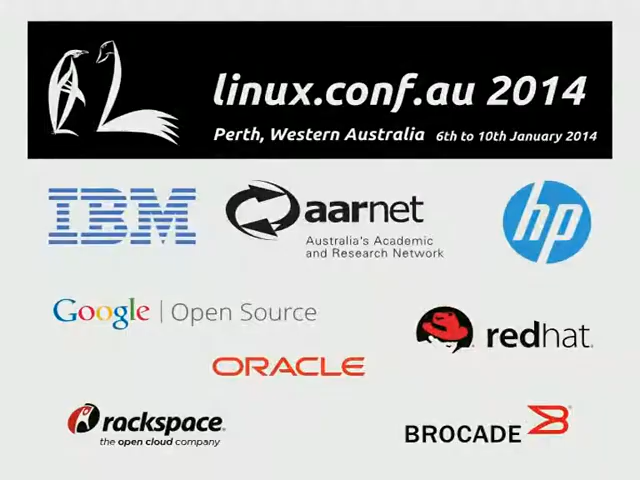 linux.conf.au 2014
Perth, Western Australia 6th to 10th January 2014
IBM
aarnet
Australia's Academic
and Research Network
hp
Google | Open Source
redhat.
ORACLE
rackspace.
the open cloud company
BROCADE